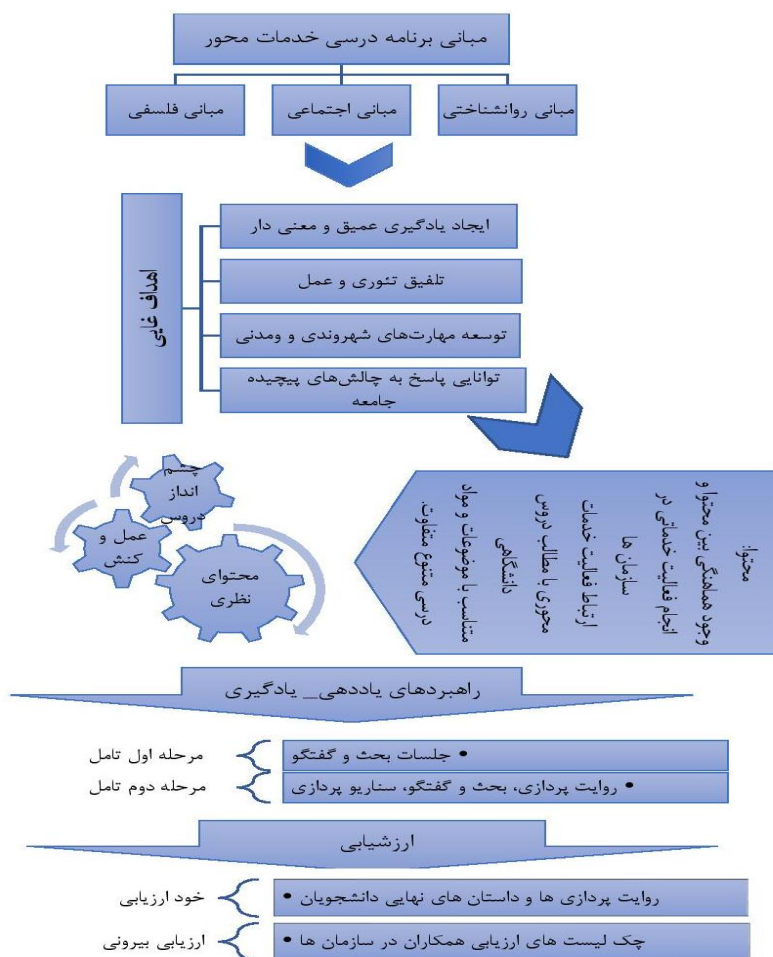 مبانی برنامه درسی خدمات محور
مبانی روانشناختی
مبانی اجتماعی
مبانی فلسفی
اهداف غایی
ایجاد یادگیری عمیق و معنی دار
تلفیق تئوری و عمل
توسعه مهارت‌های شهروندی و ومدنی
توانایی پاسخ به چالش‌های پیچیده
جامعه
محتوا:
وجود هماهنگی بین محتوا و
انجام فعالیت خدماتی در
سازمان ها
ارتباط فعالیت خدمات
محوری با مطالب دروس
دانشگاهی
متناسب با موضوعات و مواد
درسی متنوع متفاوت.
چشم
انداز
دروس
عمل و
کنش
محتوای
نظری
راهبردهای یاددهی_ یادگیری
• جلسات بحث و گفتگو
مرحله اول تامل
• روایت پردازی، بحث و گفتگو، سناریو پردازی
مرحله دوم تامل
ارزشیابی
روایت پردازی ها و داستان های نهایی دانشجویان •
خود ارزیابی
چک لیست های ارزیابی همکاران در سازمان ها •
ارزیابی بیرونی